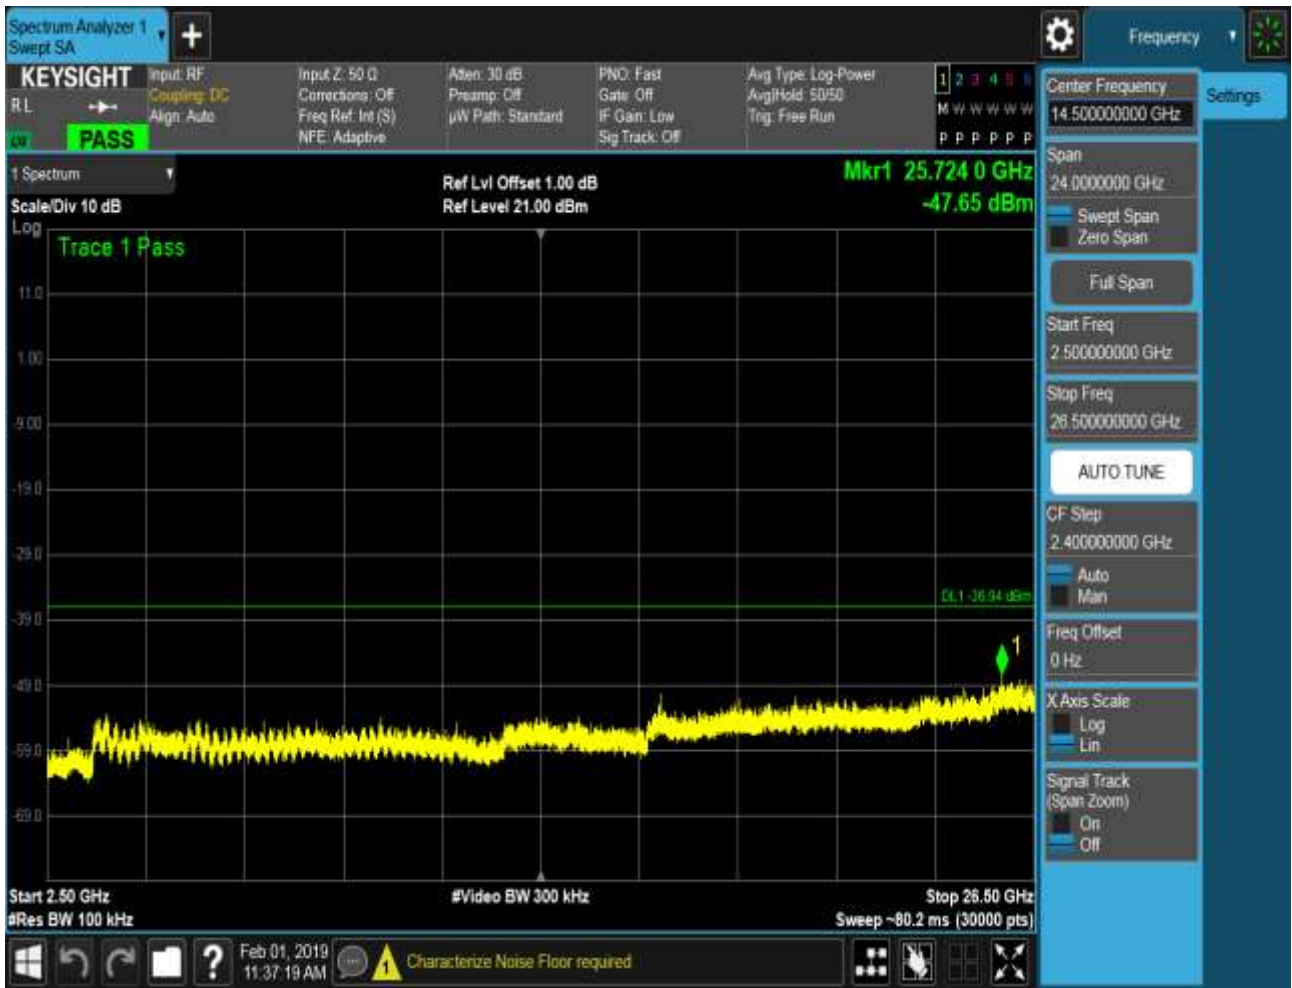 Spectrum Analyzer 1
Swept SA
+
Frequency
KEYSIGHT
R L
PASS
Input: RF
Coupling: DC
Align: Auto
Input Z: 50 Ω
Corrections: Off
Freq Ref: Int (S)
NFE: Adaptive
Atten: 30 dB
Preamp: Off
µW Path: Standard
PNO: Fast
Gate: Off
IF Gain: Low
Sig Track: Off
Avg Type: Log-Power
Avg|Hold: 50/50
Trig: Free Run
1 2 3 4 5 6
M W W W W W
P P P P P P
1 Spectrum
Scale/Div 10 dB
Log
Ref Lvl Offset 1.00 dB
Ref Level 21.00 dBm
Mkr1 25.724 0 GHz
-47.65 dBm
Trace 1 Pass
11.0
1.00
-9.00
-19.0
-29.0
-39.0
-49.0
-59.0
-69.0
DL1 -36.94 dBm
1
Start 2.50 GHz
#Res BW 100 kHz
#Video BW 300 kHz
Stop 26.50 GHz
Sweep ~80.2 ms (30000 pts)
Center Frequency
14.500000000 GHz
Settings
Span
24.0000000 GHz
Swept Span
Zero Span
Full Span
Start Freq
2.500000000 GHz
Stop Freq
26.500000000 GHz
AUTO TUNE
CF Step
2.400000000 GHz
Auto
Man
Freq Offset
0 Hz
X Axis Scale
Log
Lin
Signal Track
(Span Zoom)
On
Off
?
Feb 01, 2019
11:37:19 AM
1
Characterize Noise Floor required